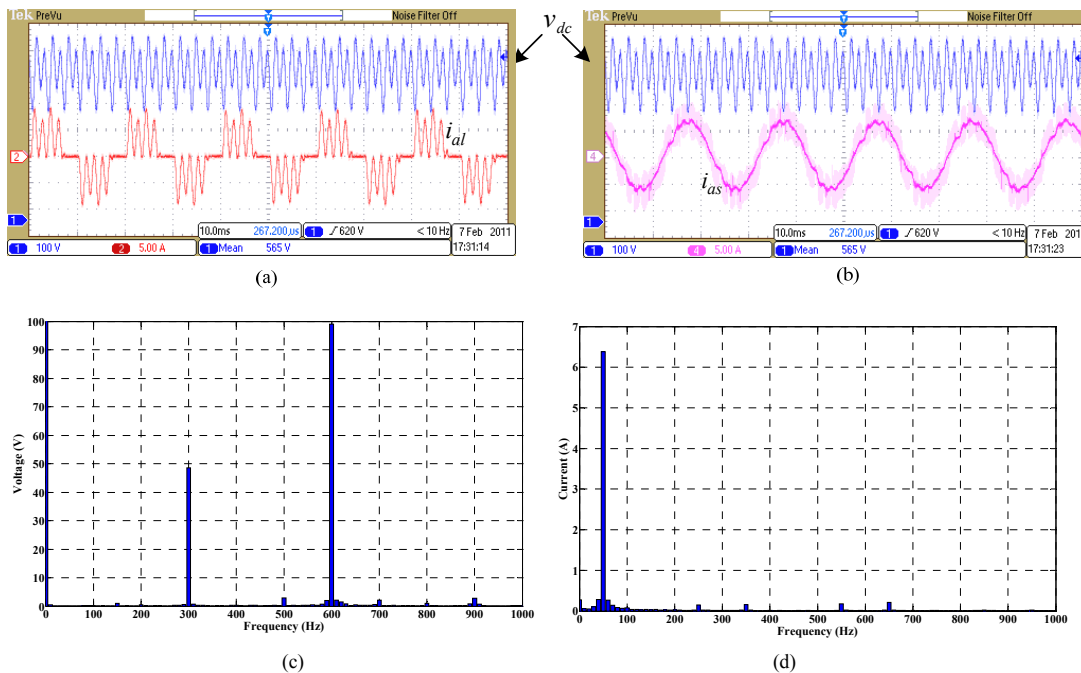 Tek PreVu Noise Filter Off
T
2
i_al
1
10.0ms 267.200us 1 ∫ 620 V < 10 Hz 7 Feb 2011
1 100 V 2 5.00 A 1 Mean 565 V 17:31:14
(a)
v_dc
Tek PreVu Noise Filter Off
T
4
i_as
1
10.0ms 267.200us 1 ∫ 620 V < 10 Hz 7 Feb 201
1 100 V 4 5.00 A 1 Mean 565 V 17:31:23
(b)
100
90
80
70
60
50
40
30
20
10
0
Voltage (V)
0 100 200 300 400 500 600 700 800 900 1000
Frequency (Hz)
(c)
7
6
5
4
3
2
1
0
Current (A)
0 100 200 300 400 500 600 700 800 900 1000
Frequency (Hz)
(d)